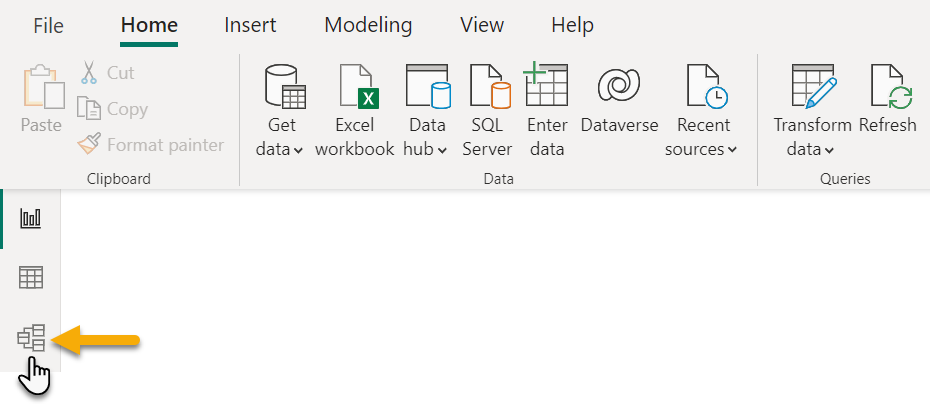 File Home Insert Modeling View Help
Paste
Cut
Copy
Format painter
Clipboard
Get
data
Excel
workbook
Data
hub
SQL
Server
Enter
data
Dataverse
Recent
sources
Data
Transform
data
Refresh
Queries